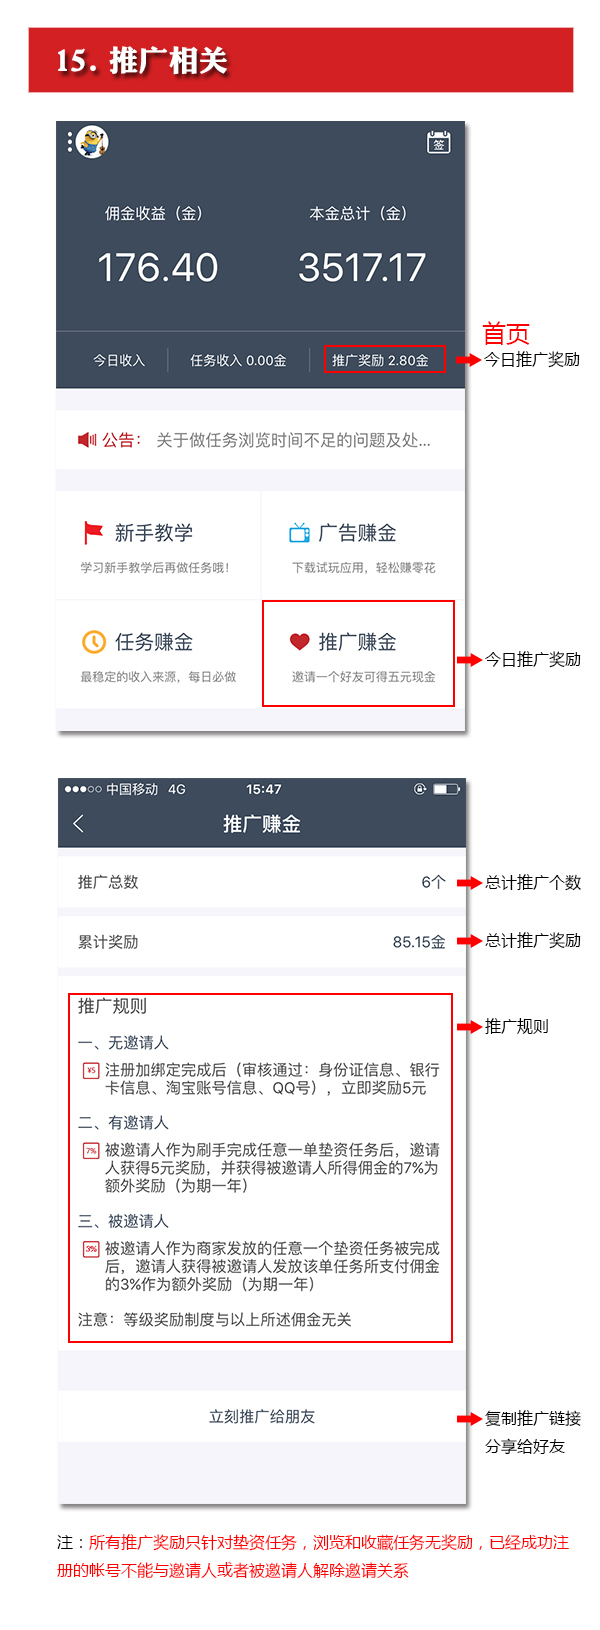 15. 推广相关
签
佣金收益（金）
本金总计（金）
176.40
3517.17
首页
今日收入
任务收入 0.00金
推广奖励 2.80金
今日推广奖励
公告：
关于做任务浏览时间不足的问题及处...
新手教学
广告赚金
学习新手教学后再做任务哦！
下载试玩应用，轻松赚零花
任务赚金
推广赚金
最稳定的收入来源，每日必做
邀请一个好友可得五元现金
今日推广奖励
中国移动 4G
15:47
推广赚金
推广总数
6个
总计推广个数
累计奖励
85.15金
总计推广奖励
推广规则
推广规则
一、无邀请人
¥5
注册加绑定完成后（审核通过：身份证信息、银行
卡信息、淘宝账号信息、QQ号），立即奖励5元
二、有邀请人
7%
被邀请人作为刷手完成任意一单垫资任务后，邀请
人获得5元奖励，并获得被邀请人所得佣金的7%为
额外奖励（为期一年）
三、被邀请人
3%
被邀请人作为商家发放的任意一个垫资任务被完成
后，邀请人获得被邀请人发放该单任务所支付佣金
的3%作为额外奖励（为期一年）
注意：等级奖励制度与以上所述佣金无关
立刻推广给朋友
复制推广链接
分享给好友
注：所有推广奖励只针对垫资任务，浏览和收藏任务无奖励，已经成功注
册的帐号不能与邀请人或者被邀请人解除邀请关系